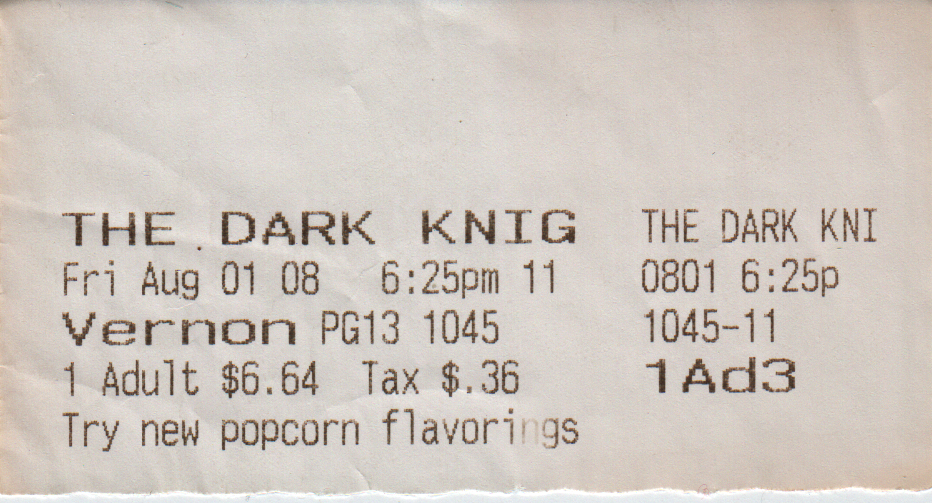 THE DARK KNIG
Fri Aug 01 08 6:25pm 11
Vernon PG13 1045
1 Adult $6.64 Tax $.36
Try new popcorn flavorings
THE DARK KNI
0801 6:25p
1045-11
1Ad3